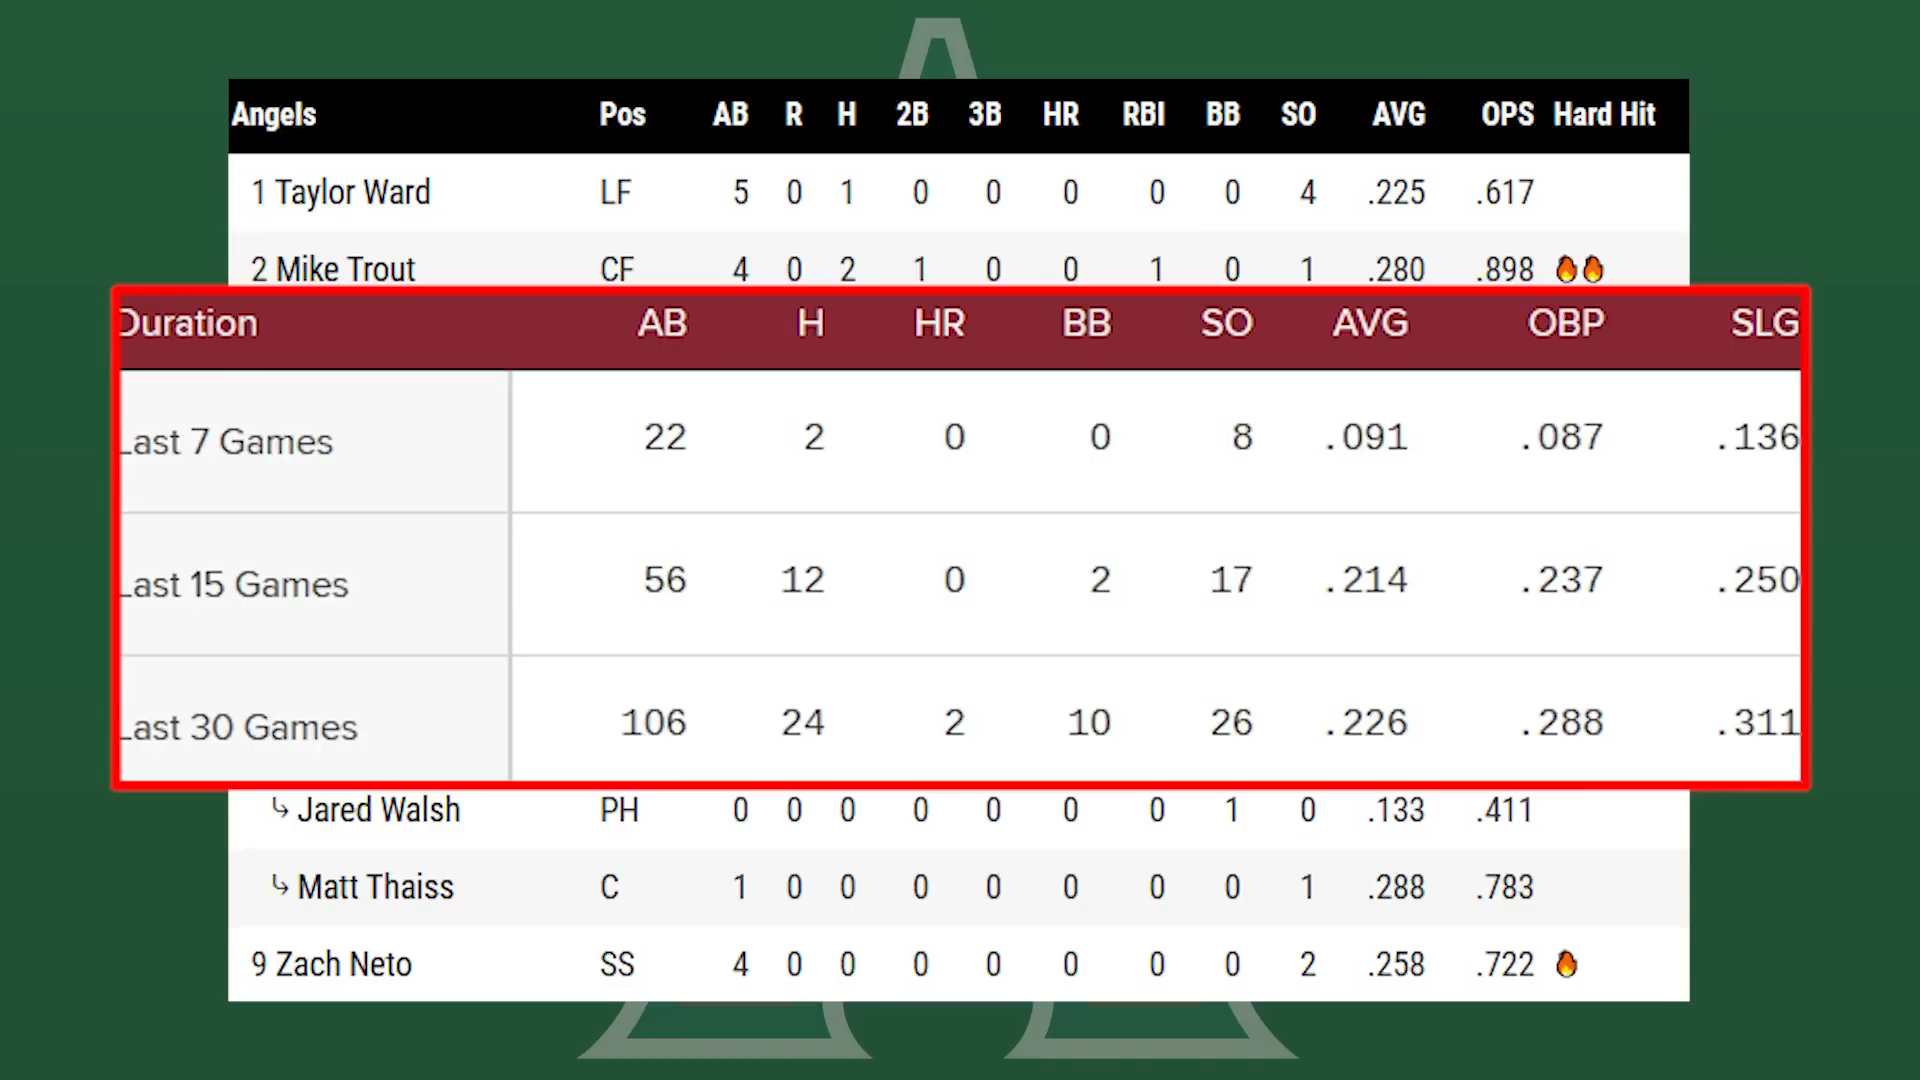 Angels Pos AB R H 2B 3B HR RBI BB SO AVG OPS Hard Hit
1 Taylor Ward LF 5 0 1 0 0 0 0 0 4 .225 .617
2 Mike Trout CF 4 0 2 1 0 0 1 0 1 .280 .898
Duration AB H HR BB SO AVG OBP SLG
Last 7 Games 22 2 0 0 8 .091 .087 .136
Last 15 Games 56 12 0 2 17 .214 .237 .250
Last 30 Games 106 24 2 10 26 .226 .288 .311
Jared Walsh PH 0 0 0 0 0 0 0 1 0 .133 .411
Matt Thaiss C 1 0 0 0 0 0 0 0 1 .288 .783
9 Zach Neto SS 4 0 0 0 0 0 0 0 2 .258 .722